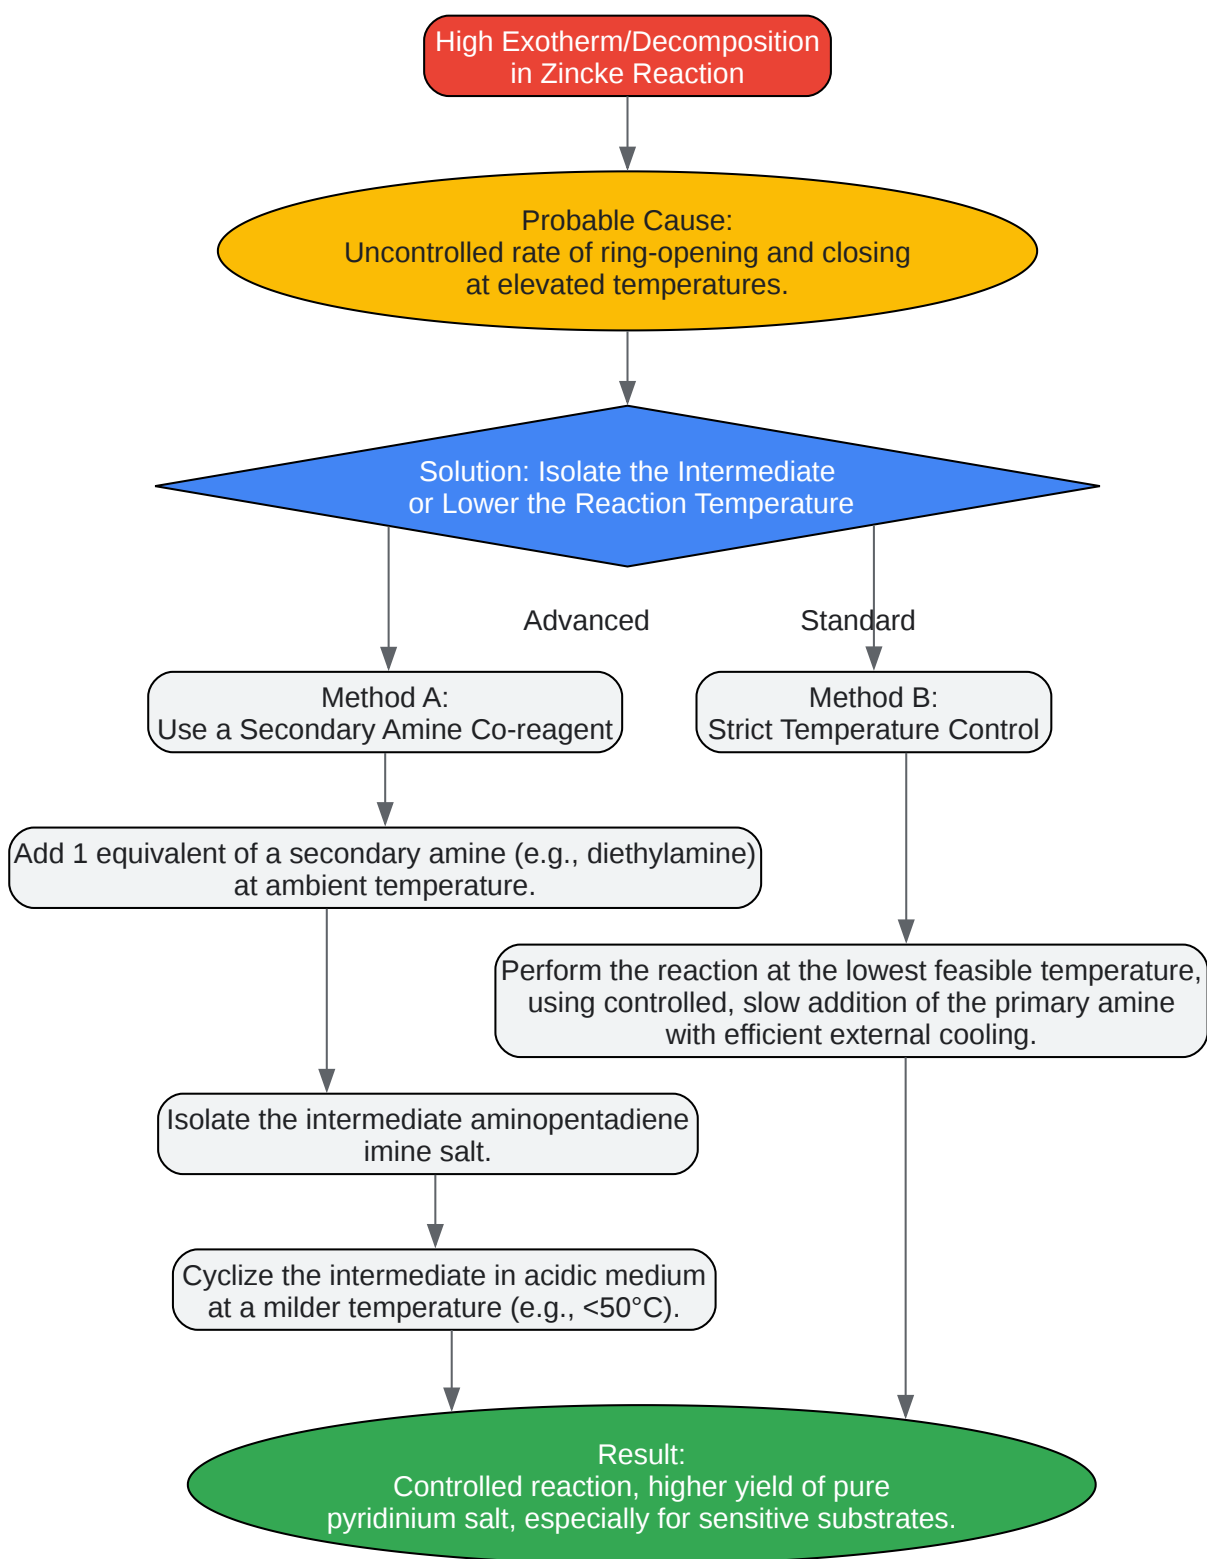 High Exotherm/Decomposition
in Zincke Reaction
Probable Cause:
Uncontrolled rate of ring-opening and closing
at elevated temperatures.
Solution: Isolate the Intermediate
or Lower the Reaction Temperature
Advanced
Standard
Method A:
Use a Secondary Amine Co-reagent
Method B:
Strict Temperature Control
Add 1 equivalent of a secondary amine (e.g., diethylamine)
at ambient temperature.
Perform the reaction at the lowest feasible temperature,
using controlled, slow addition of the primary amine
with efficient external cooling.
Isolate the intermediate aminopentadiene
imine salt.
Cyclize the intermediate in acidic medium
at a milder temperature (e.g., <50°C).
Result:
Controlled reaction, higher yield of pure
pyridinium salt, especially for sensitive substrates.